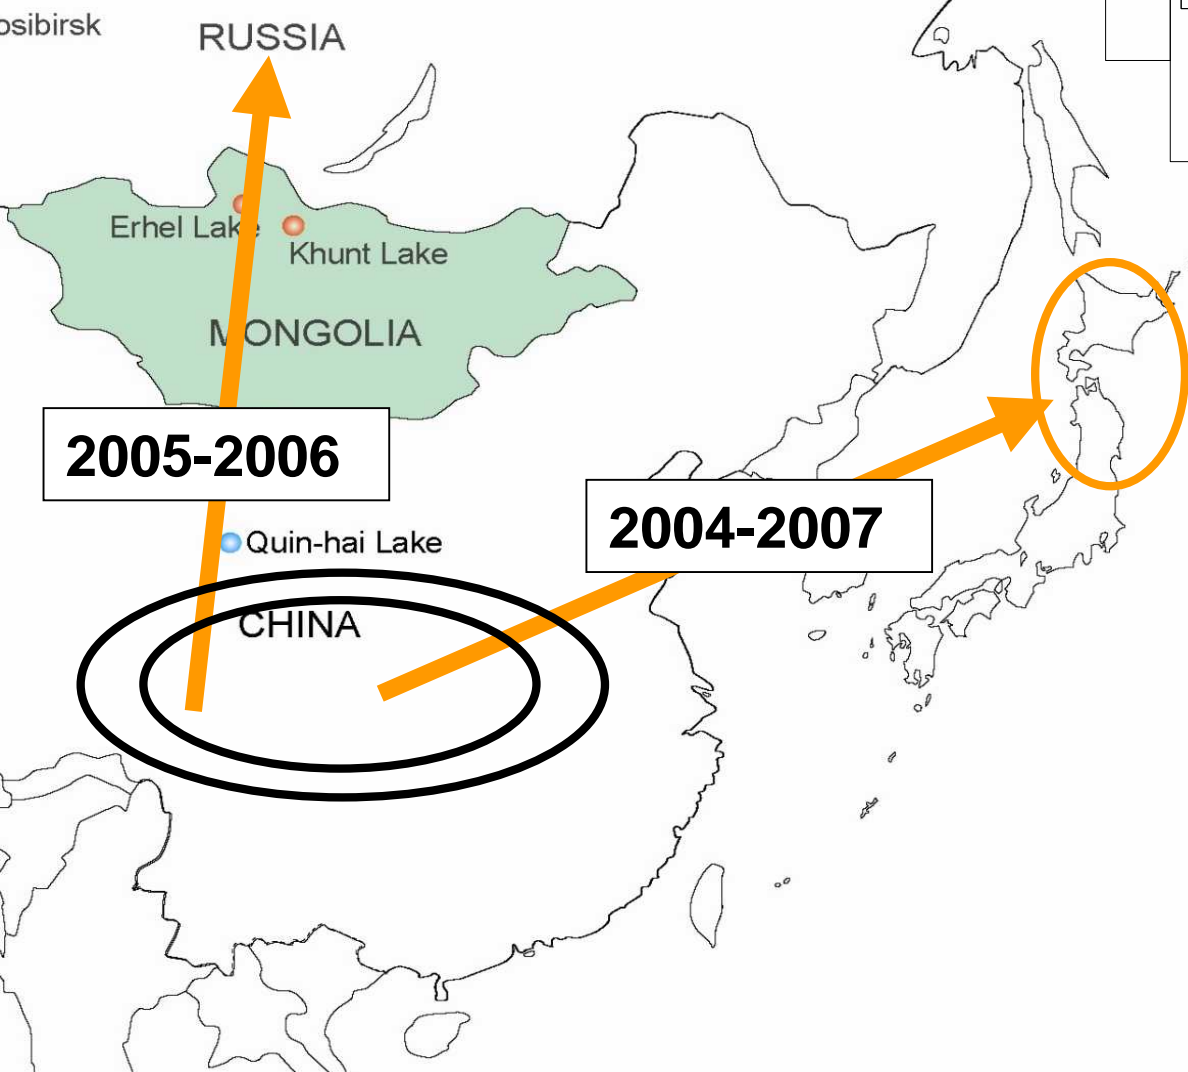 osibirsk
RUSSIA
Erhel Lake
Khunt Lake
MONGOLIA
2005-2006
2004-2007
Quin-hai Lake
CHINA